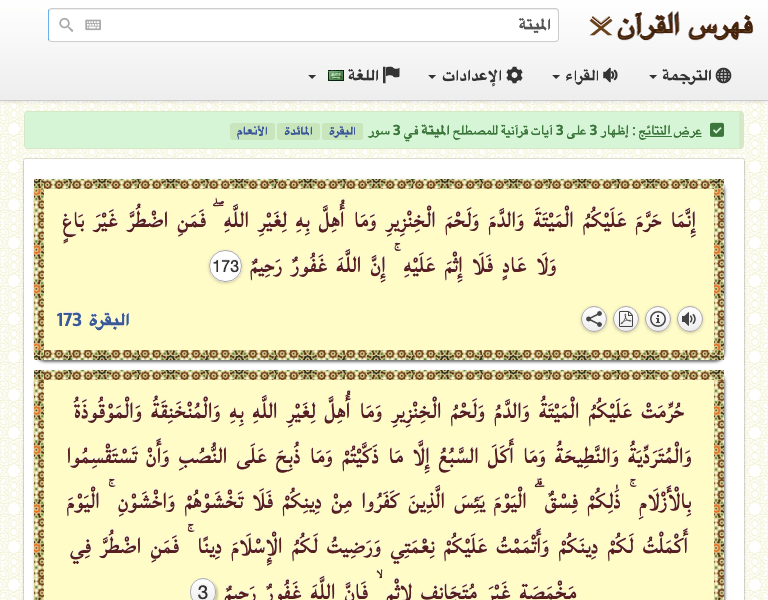 فهرس القرآن
الميتة
الترجمة
القراء
الإعدادات
اللغة
عرض النتائج : إظهار 3 على 3 آيات قرآنية للمصطلح الميتة في 3 سور البقرة المائدة الأنعام
إِنَّمَا حَرَّمَ عَلَيْكُمُ الْمَيْتَةَ وَالدَّمَ وَلَحْمَ الْخِنْزِيرِ وَمَا أُهِلَّ بِهِ لِغَيْرِ اللَّهِ ۖ فَمَنِ اضْطُرَّ غَيْرَ بَاغٍ
وَلَا عَادٍ فَلَا إِثْمَ عَلَيْهِ ۚ إِنَّ اللَّهَ غَفُورٌ رَحِيمٌ 173
البقرة 173
حُرِّمَتْ عَلَيْكُمُ الْمَيْتَةُ وَالدَّمُ وَلَحْمُ الْخِنْزِيرِ وَمَا أُهِلَّ لِغَيْرِ اللَّهِ بِهِ وَالْمُنْخَنِقَةُ وَالْمَوْقُوذَةُ
وَالْمُتَرَدِّيَةُ وَالنَّطِيحَةُ وَمَا أَكَلَ السَّبُعُ إِلَّا مَا ذَكَّيْتُمْ وَمَا ذُبِحَ عَلَى النُّصُبِ وَأَنْ تَسْتَقْسِمُوا
بِالْأَزْلَامِ ۚ ذَٰلِكُمْ فِسْقٌ ۗ الْيَوْمَ يَئِسَ الَّذِينَ كَفَرُوا مِنْ دِينِكُمْ فَلَا تَخْشَوْهُمْ وَاخْشَوْنِ ۚ الْيَوْمَ
أَكْمَلْتُ لَكُمْ دِينَكُمْ وَأَتْمَمْتُ عَلَيْكُمْ نِعْمَتِي وَرَضِيتُ لَكُمُ الْإِسْلَامَ دِينًا ۚ فَمَنِ اضْطُرَّ فِي
مَخْمَصَةٍ غَيْرَ مُتَجَانِفٍ لِإِثْمٍ ۙ فَإِنَّ اللَّهَ غَفُورٌ رَحِيمٌ 3